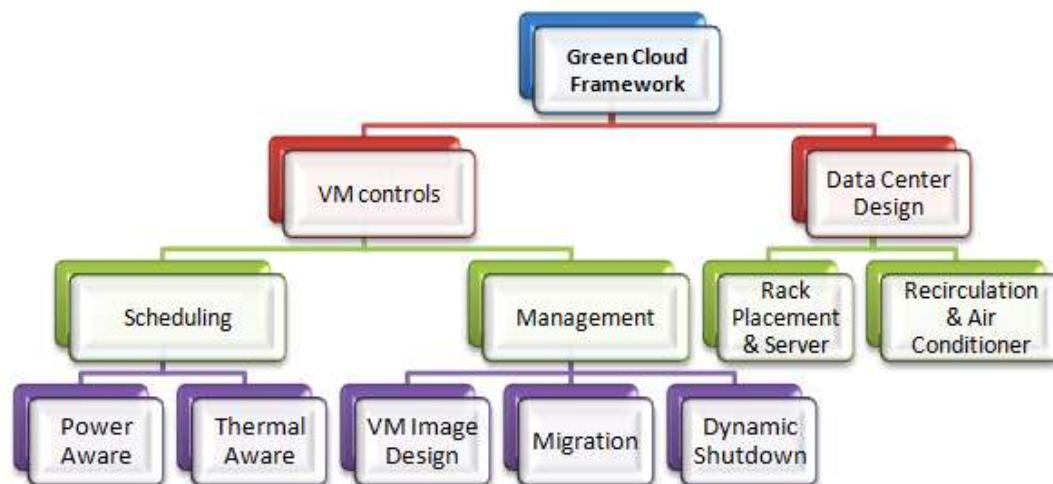 Green Cloud
Framework
VM controls
Data Center
Design
Scheduling
Management
Rack
Placement
& Server
Recirculation
& Air
Conditioner
Power
Aware
Thermal
Aware
VM Image
Design
Migration
Dynamic
Shutdown